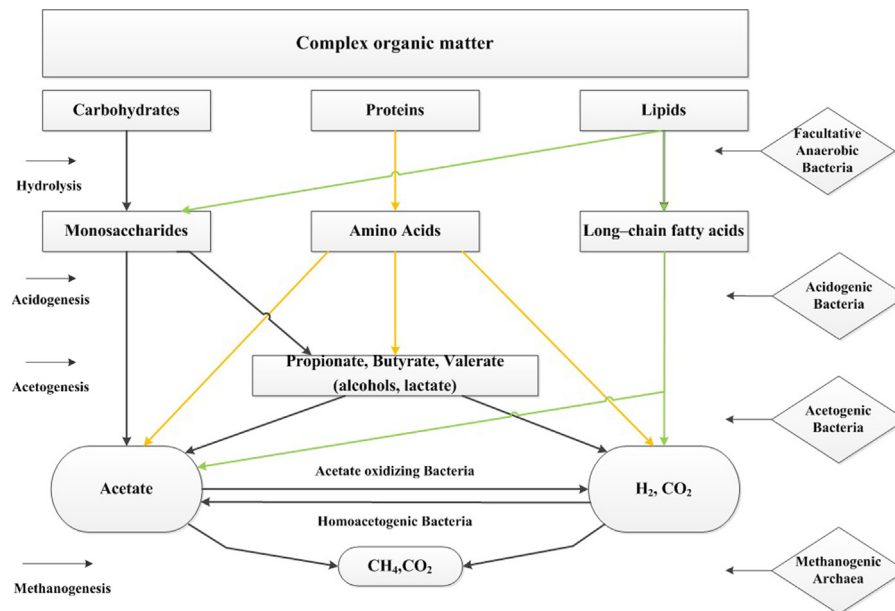 Complex organic matter
Carbohydrates
Proteins
Lipids
Facultative
Anaerobic
Bacteria
Hydrolysis
Monosaccharides
Amino Acids
Long–chain fatty acids
Acidogenesis
Acidogenic
Bacteria
Acetogenesis
Propionate, Butyrate, Valerate
(alcohols, lactate)
Acetogenic
Bacteria
Acetate oxidizing Bacteria
Acetate
H₂, CO₂
Homoacetogenic Bacteria
CH₄,CO₂
Methanogenesis
Methanogenic
Archaea